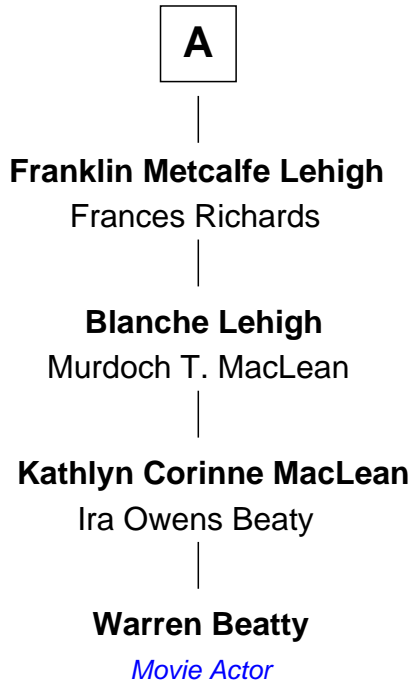 A
Franklin Metcalfe Lehigh
Frances Richards
Blanche Lehigh
Murdoch T. MacLean
Kathlyn Corinne MacLean
Ira Owens Beaty
Warren Beatty
Movie Actor